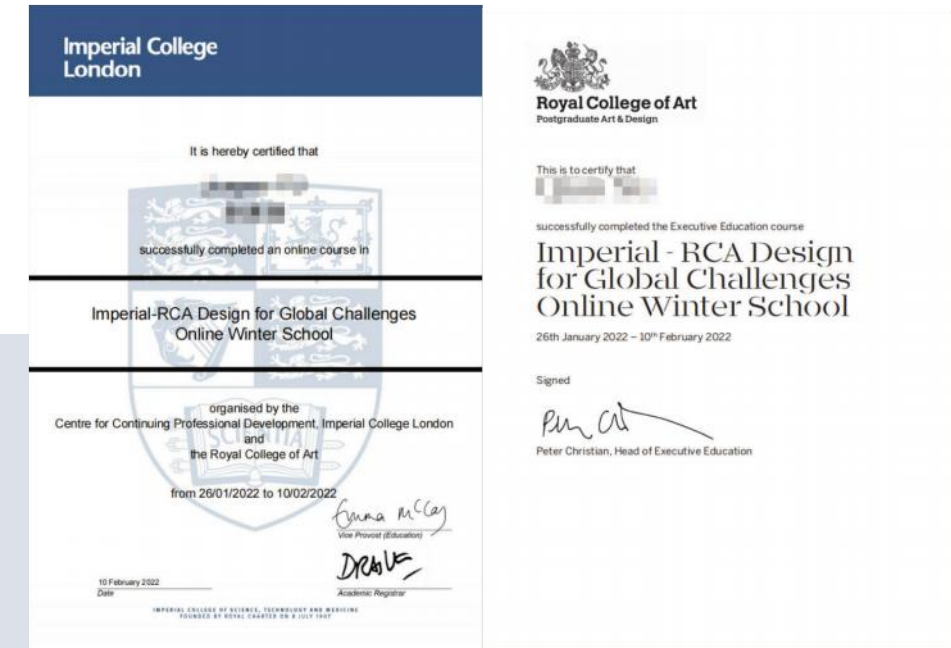 Imperial College
London
It is hereby certified that
successfully completed an online course in
Imperial-RCA Design for Global Challenges
Online Winter School
organised by the
Centre for Continuing Professional Development, Imperial College London
and
the Royal College of Art
SCIENTIA
from 26/01/2022 to 10/02/2022
Emma McCoy
Vice Provost (Education)
10 February 2022
Date
Academic Registrar
IMPERIAL COLLEGE OF SCIENCE, TECHNOLOGY AND MEDICINE
FOUNDED BY ROYAL CHARTER ON 8 JULY 1907
Royal College of Art
Postgraduate Art & Design
This is to certify that
successfully completed the Executive Education course
Imperial - RCA Design
for Global Challenges
Online Winter School
26th January 2022 – 10th February 2022
Signed
Peter Christian, Head of Executive Education